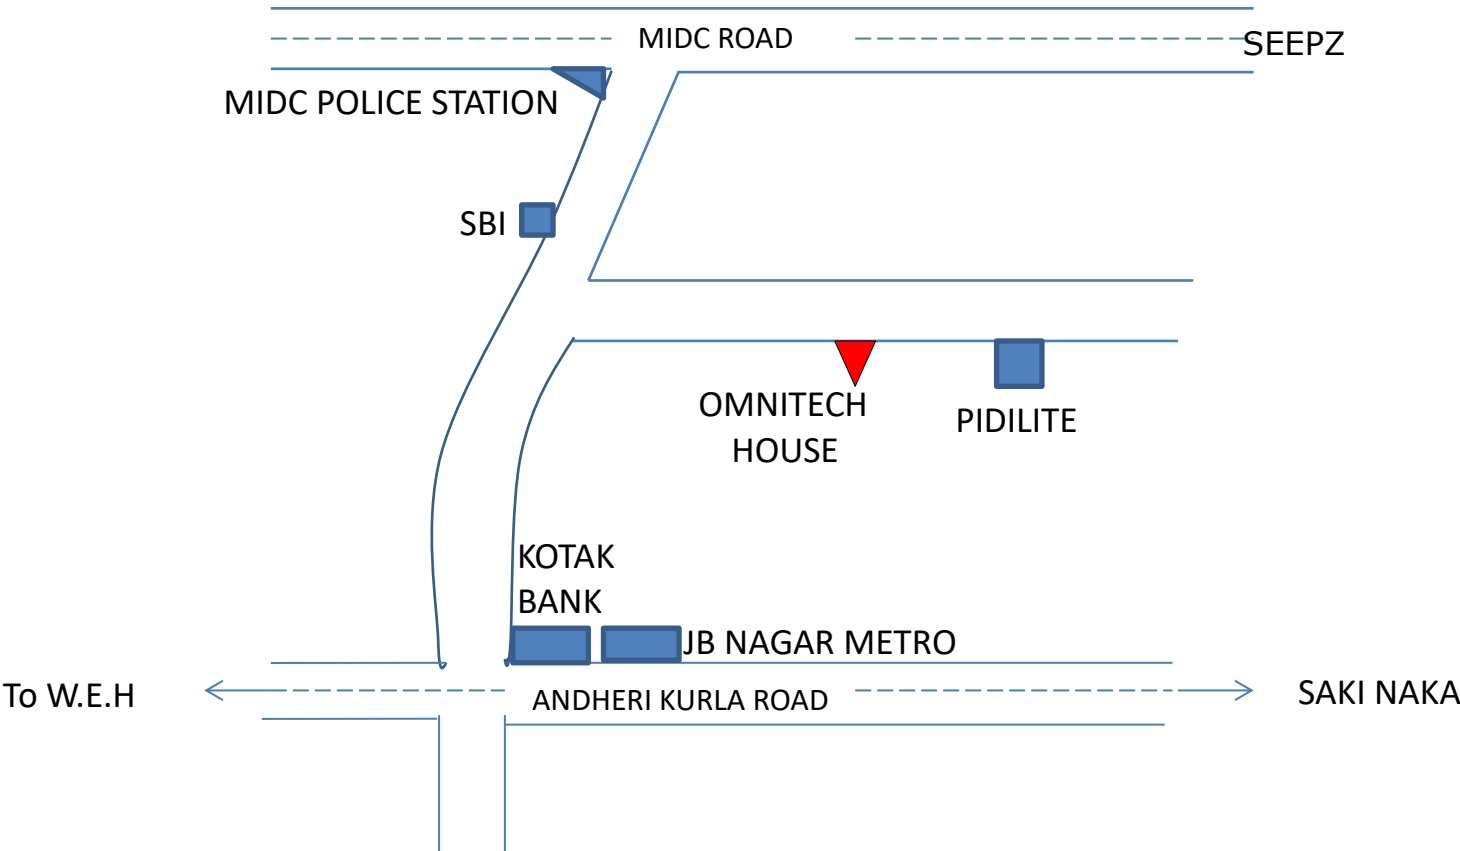 MIDC ROAD
SEEPZ
MIDC POLICE STATION
SBI
OMNITECH
HOUSE
PIDILITE
KOTAK
BANK
JB NAGAR METRO
To W.E.H
ANDHERI KURLA ROAD
SAKI NAKA